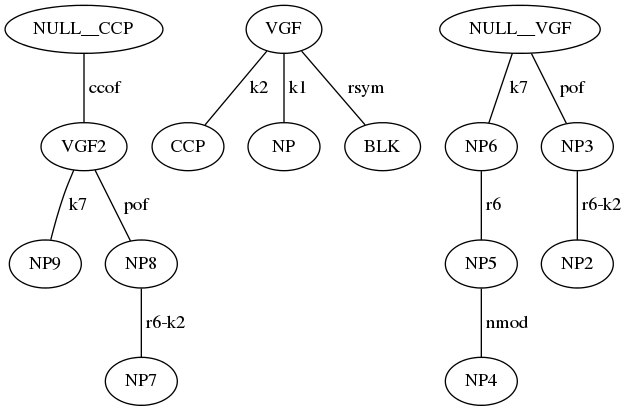 NULL__CCP VGF NULL__VGF
ccof k2 k1 rsym k7 pof
VGF2 CCP NP BLK NP6 NP3
k7 pof r6 r6-k2
NP9 NP8 NP5 NP2
r6-k2 nmod
NP7 NP4